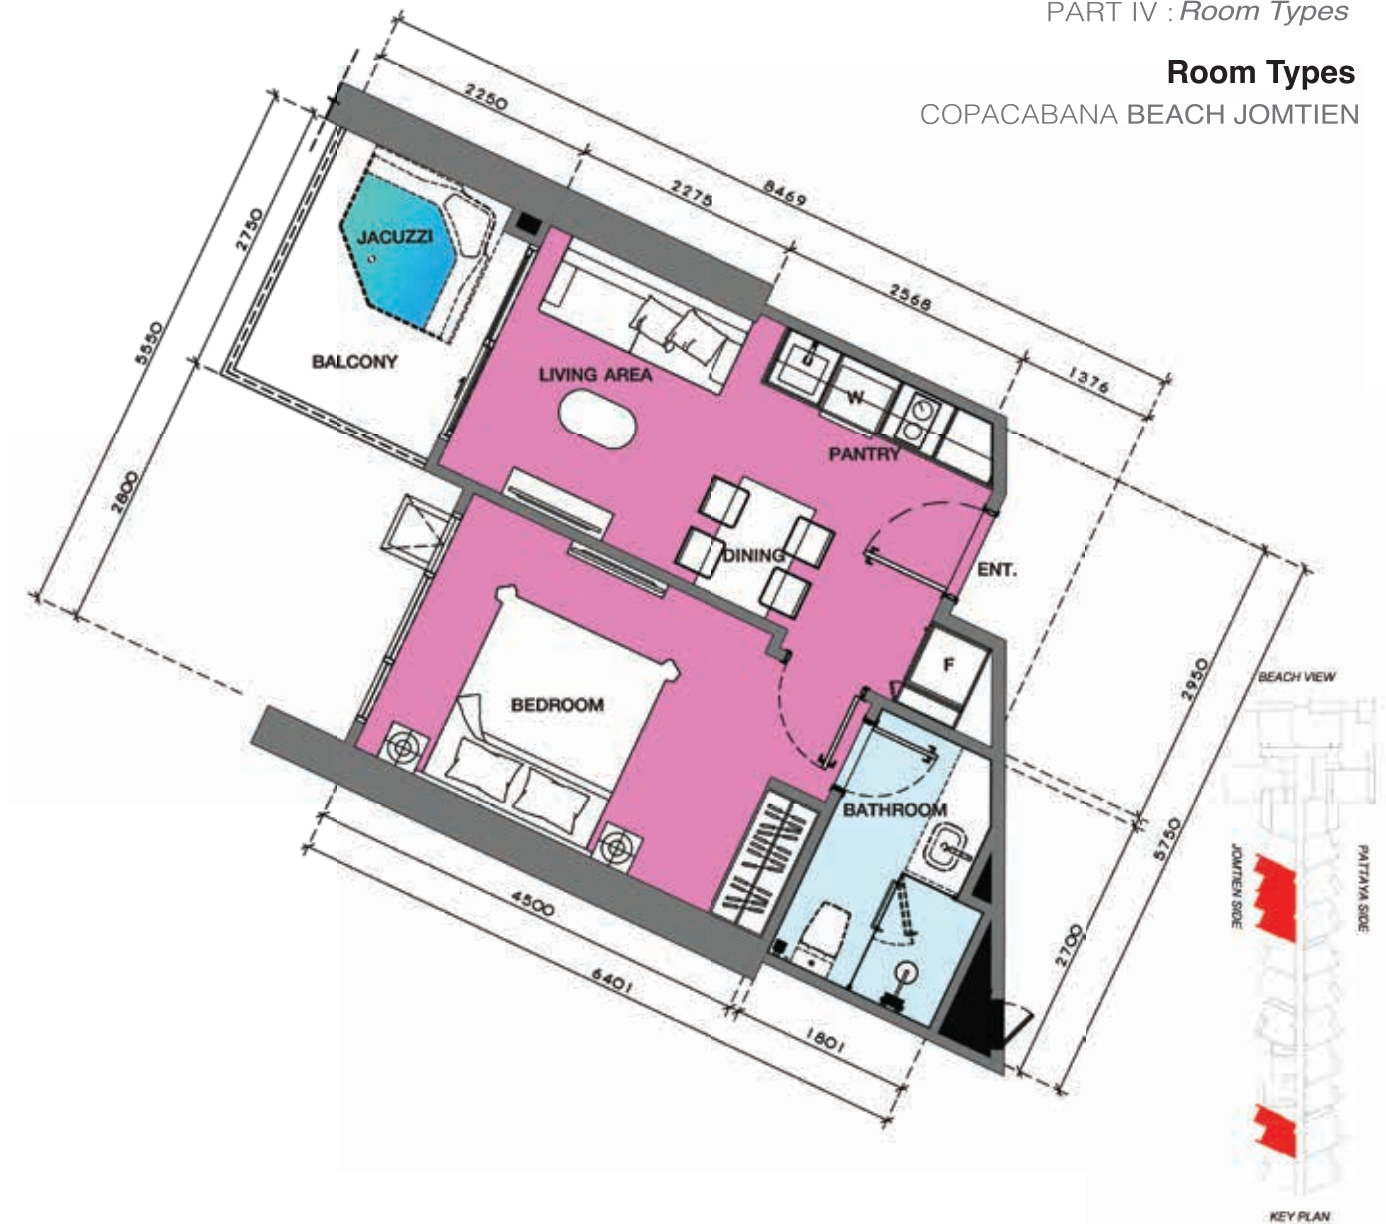 PART IV : Room Types
Room Types
COPACABANA BEACH JOMTIEN
2250
2275
8469
2568
1376
5550
2750
2800
JACUZZI
BALCONY
LIVING AREA
W
PANTRY
DINING
ENT.
F
BEDROOM
BATHROOM
2950
5750
2700
4500
6401
1801
BEACH VIEW
JOMTIEN SIDE
PATTAYA SIDE
KEY PLAN